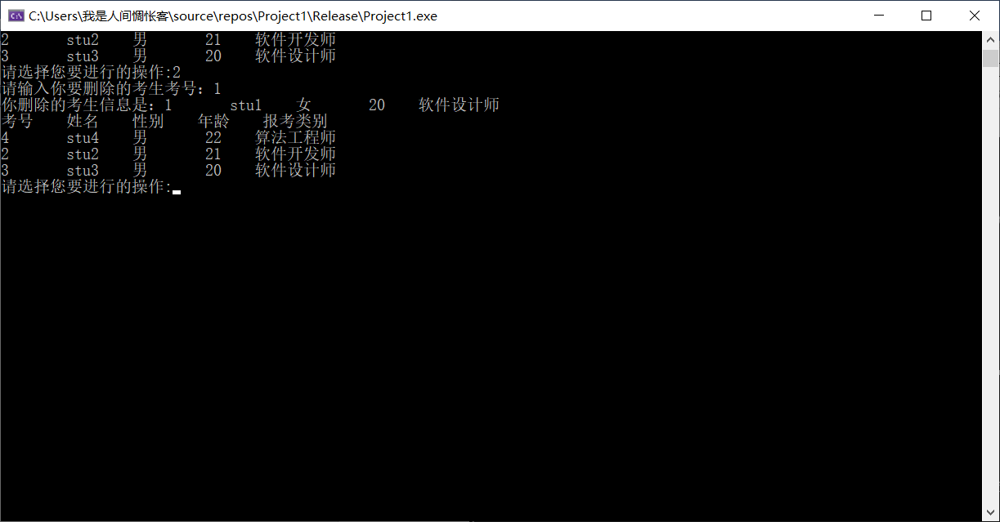 C:\Users\我是人间惆怅客\source\repos\Project1\Release\Project1.exe
2 stu2 男 21 软件开发师
3 stu3 男 20 软件设计师
请选择您要进行的操作:2
请输入你要删除的考生考号：1
你删除的考生信息是：1 stu1 女 20 软件设计师
考号 姓名 性别 年龄 报考类别
4 stu4 男 22 算法工程师
2 stu2 男 21 软件开发师
3 stu3 男 20 软件设计师
请选择您要进行的操作: